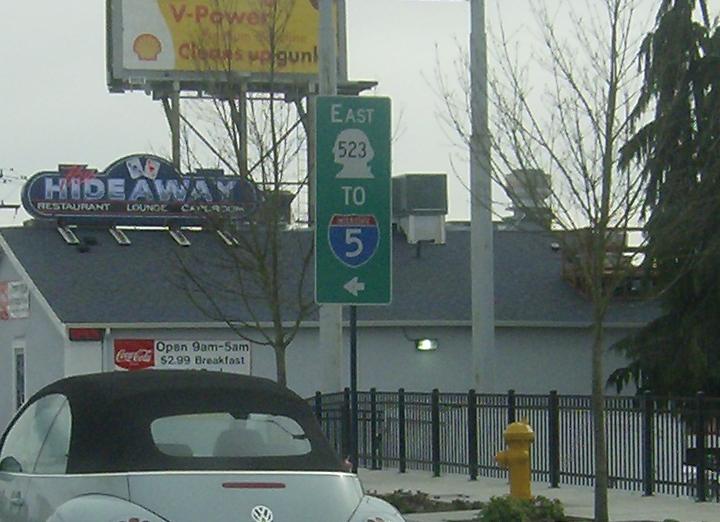 V-Power
Cleans up gunk
EAST
523
TO
INTERSTATE
5
The
HIDEAWAY
RESTAURANT LOUNGE CARDROOM
Coca-Cola
Open 9am-5am
$2.99 Breakfast